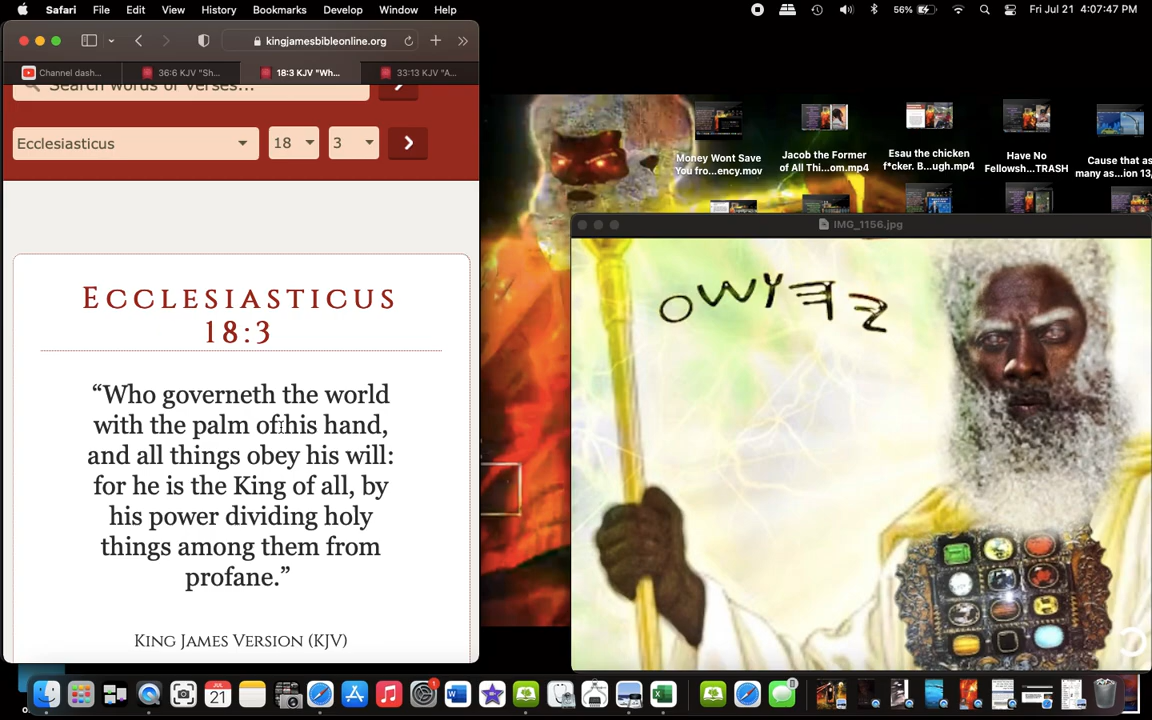 Safari File Edit View History Bookmarks Develop Window Help 56% Fri Jul 21 4:07:47 PM
kingjamesbibleonline.org
Channel dash... 36:6 KJV "Sh... 18:3 KJV "Wh... 33:13 KJV "A...
Search words or verses...
Ecclesiasticus 18 3
Ecclesiasticus
18:3
“Who governeth the world
with the palm of his hand,
and all things obey his will:
for he is the King of all, by
his power dividing holy
things among them from
profane.”
King James Version (KJV)
Money Wont Save
You fro...ency.mov
Jacob the Former
of All Thi...om.mp4
Esau the chicken
f*cker. B...ugh.mp4
Have No
Fellowsh...TRASH
Cause that as
many as...ion 13/
IMG_1156.jpg
𐤉𐤄𐤅𐤔𐤏
JUL
21
1